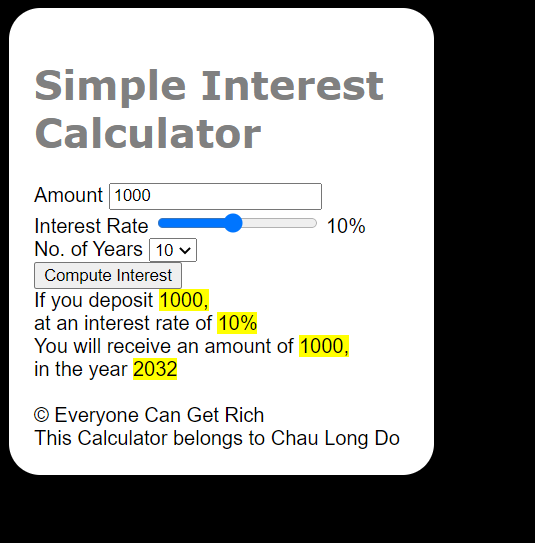 Simple Interest
Calculator
Amount 1000
Interest Rate 10%
No. of Years 10
Compute Interest
If you deposit 1000,
at an interest rate of 10%
You will receive an amount of 1000,
in the year 2032
© Everyone Can Get Rich
This Calculator belongs to Chau Long Do